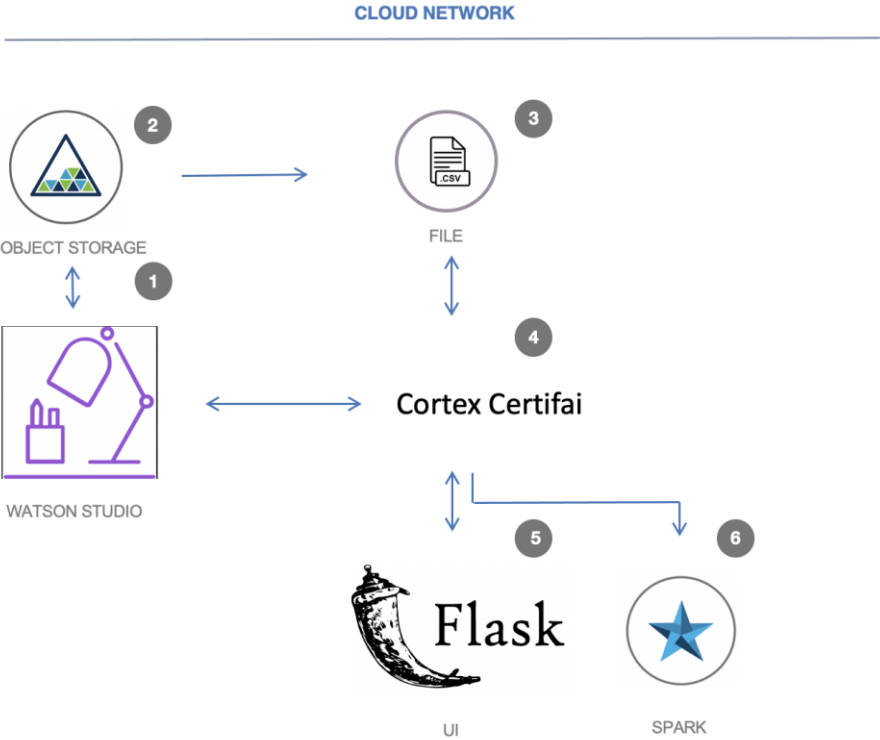 CLOUD NETWORK
2
3
.CSV
OBJECT STORAGE
FILE
1
4
Cortex Certifai
WATSON STUDIO
5
6
Flask
UI
SPARK